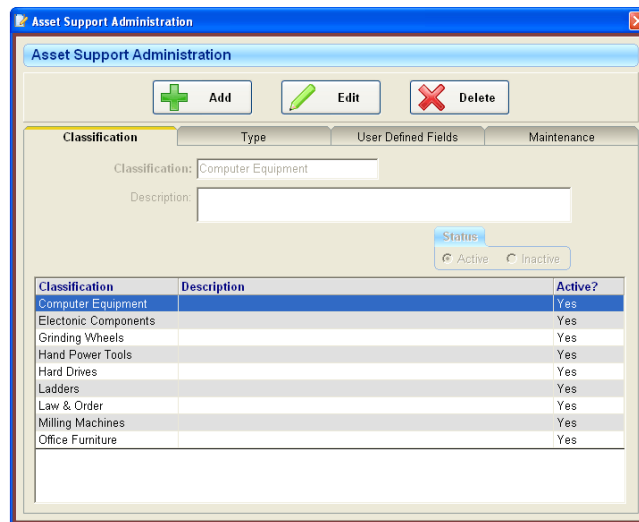 Asset Support Administration
Asset Support Administration
Add Edit Delete
Classification Type User Defined Fields Maintenance
Classification: Computer Equipment
Description:
Status
Active Inactive
Classification Description Active?
Computer Equipment Yes
Electonic Components Yes
Grinding Wheels Yes
Hand Power Tools Yes
Hard Drives Yes
Ladders Yes
Law & Order Yes
Milling Machines Yes
Office Furniture Yes